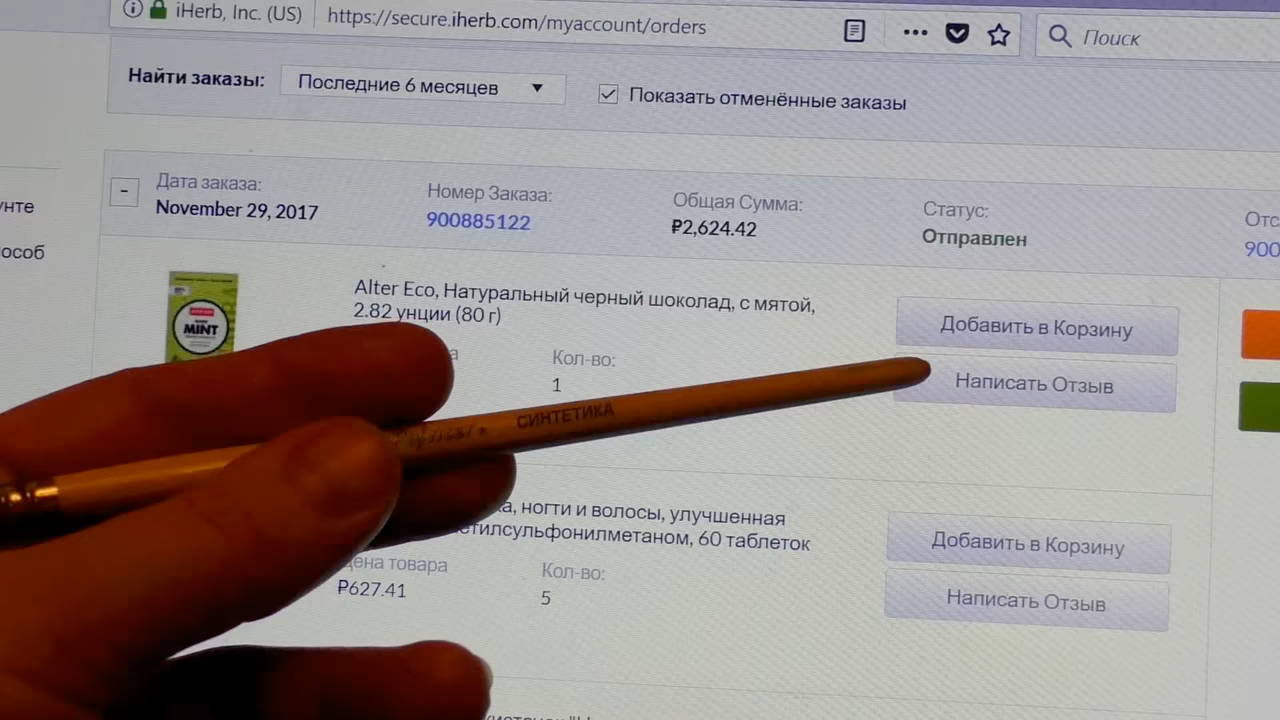 iHerb, Inc. (US)
https://secure.iherb.com/myaccount/orders
Поиск
Найти заказы:
Последние 6 месяцев
Показать отменённые заказы
Дата заказа:
November 29, 2017
Номер Заказа:
900885122
Общая Сумма:
₽2,624.42
Статус:
Отправлен
Отс
900
унте
особ
Alter Eco, Натуральный черный шоколад, с мятой,
2.82 унции (80 г)
MINT
а
Кол-во:
1
Добавить в Корзину
Написать Отзыв
СИНТЕТИКА
ка, ногти и волосы, улучшенная
етилсульфонилметаном, 60 таблеток
Цена товара
₽627.41
Кол-во:
5
Добавить в Корзину
Написать Отзыв